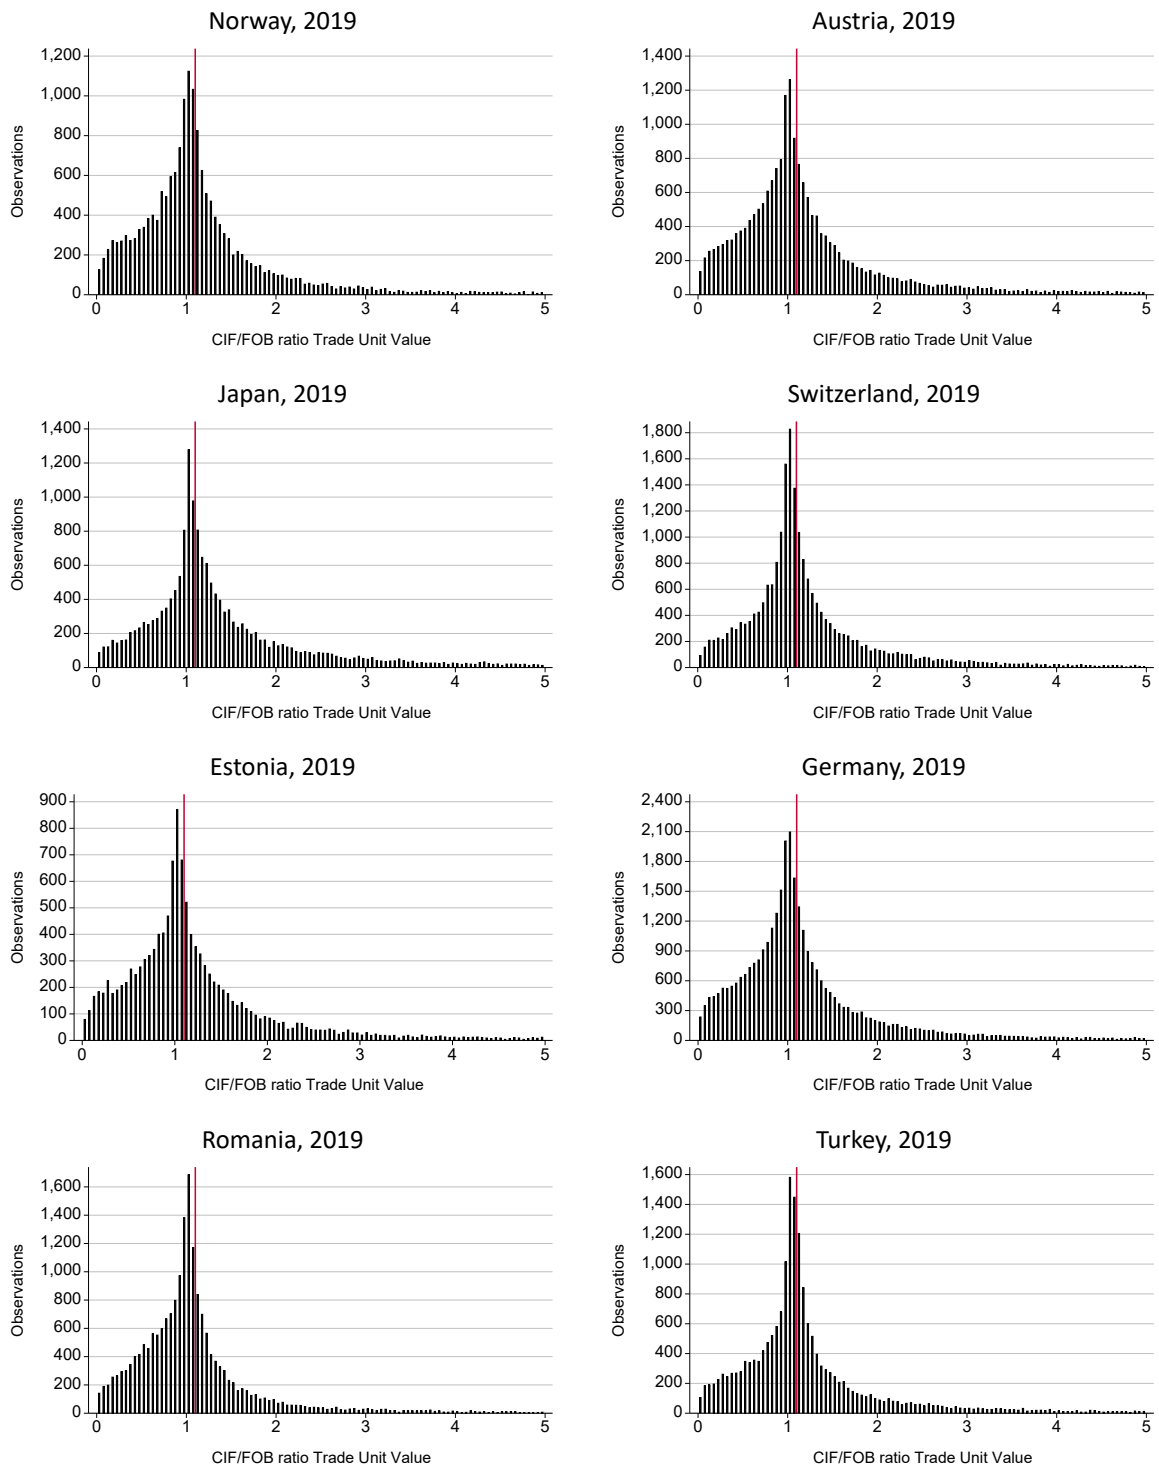 Norway, 2019
1,200
1,000
800
600
400
200
0
Observations
0 1 2 3 4 5
CIF/FOB ratio Trade Unit Value
Austria, 2019
1,400
1,200
1,000
800
600
400
200
0
Observations
0 1 2 3 4 5
CIF/FOB ratio Trade Unit Value
Japan, 2019
1,400
1,200
1,000
800
600
400
200
0
Observations
0 1 2 3 4 5
CIF/FOB ratio Trade Unit Value
Switzerland, 2019
1,800
1,600
1,400
1,200
1,000
800
600
400
200
0
Observations
0 1 2 3 4 5
CIF/FOB ratio Trade Unit Value
Estonia, 2019
900
800
700
600
500
400
300
200
100
0
Observations
0 1 2 3 4 5
CIF/FOB ratio Trade Unit Value
Germany, 2019
2,400
2,100
1,800
1,500
1,200
900
600
300
0
Observations
0 1 2 3 4 5
CIF/FOB ratio Trade Unit Value
Romania, 2019
1,600
1,400
1,200
1,000
800
600
400
200
0
Observations
0 1 2 3 4 5
CIF/FOB ratio Trade Unit Value
Turkey, 2019
1,600
1,400
1,200
1,000
800
600
400
200
0
Observations
0 1 2 3 4 5
CIF/FOB ratio Trade Unit Value